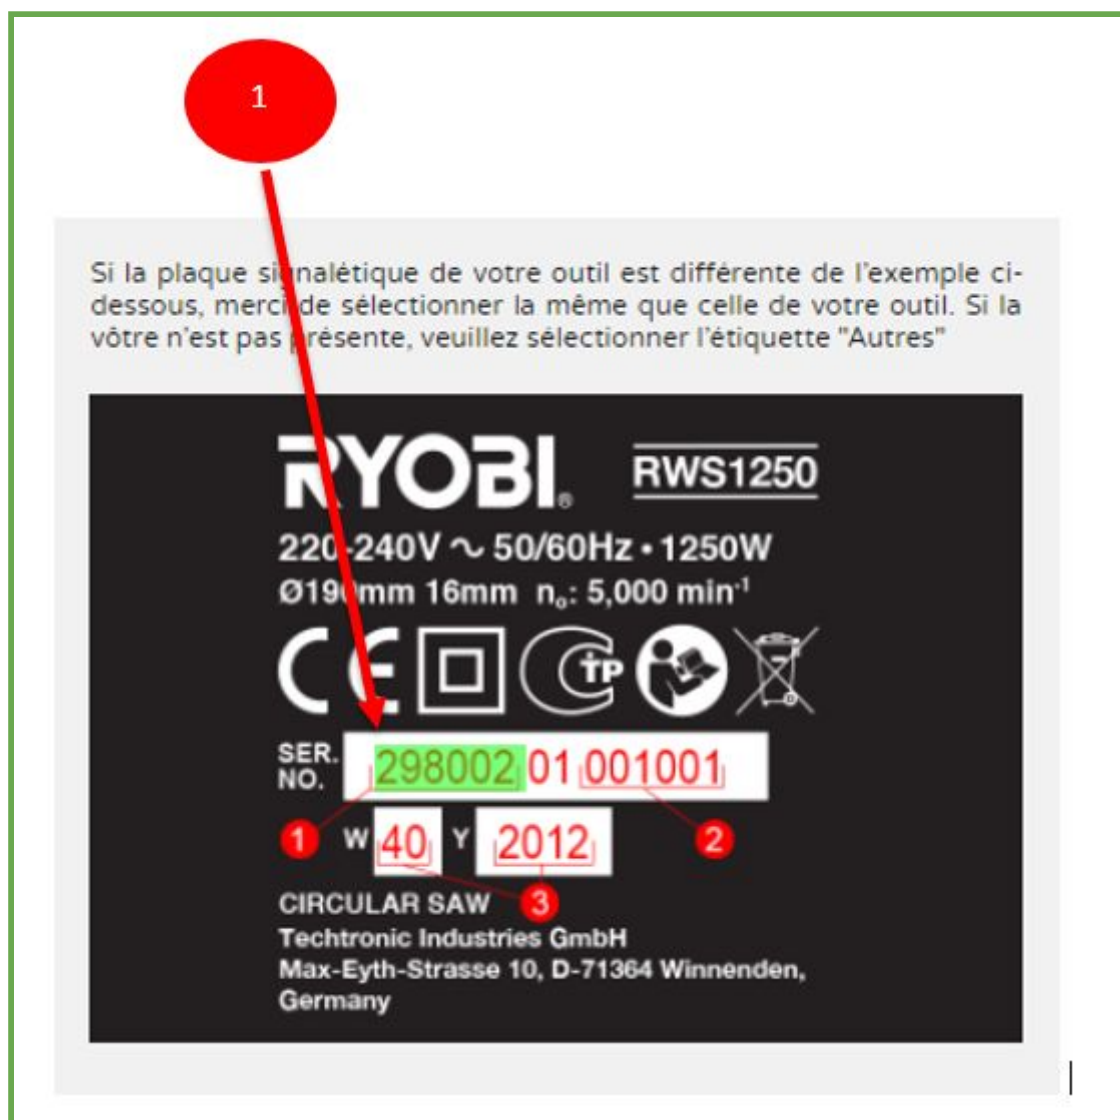 1
Si la plaque signalétique de votre outil est différente de l'exemple ci-
dessous, merci de sélectionner la même que celle de votre outil. Si la
vôtre n'est pas présente, veuillez sélectionner l'étiquette "Autres"
RYOBI® RWS1250
220-240V ~ 50/60Hz • 1250W
Ø190mm 16mm n₀: 5,000 min⁻¹
CE TP
SER. NO. 298002 01 001001
1 W 40 Y 2012 2
3
CIRCULAR SAW
Techtronic Industries GmbH
Max-Eyth-Strasse 10, D-71364 Winnenden,
Germany